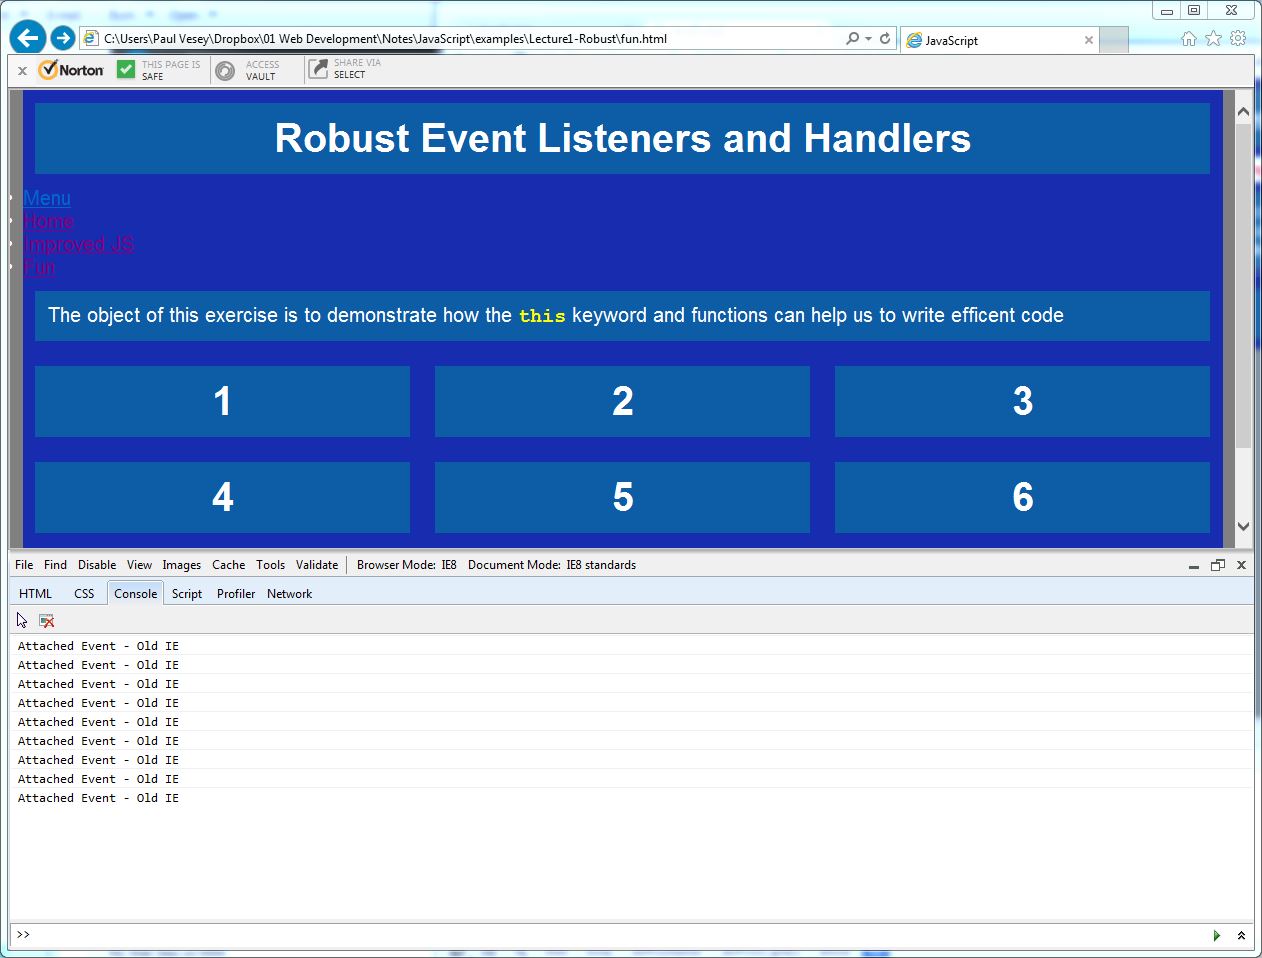 C:\Users\Paul Vesey\Dropbox\01 Web Development\Notes\JavaScript\examples\Lecture1-Robust\fun.html
JavaScript
Norton
THIS PAGE IS
SAFE
ACCESS
VAULT
SHARE VIA
SELECT
Robust Event Listeners and Handlers
Menu
Home
Improved JS
Fun
The object of this exercise is to demonstrate how the this keyword and functions can help us to write efficent code
1 2 3
4 5 6
File Find Disable View Images Cache Tools Validate Browser Mode: IE8 Document Mode: IE8 standards
HTML CSS Console Script Profiler Network
Attached Event - Old IE
Attached Event - Old IE
Attached Event - Old IE
Attached Event - Old IE
Attached Event - Old IE
Attached Event - Old IE
Attached Event - Old IE
Attached Event - Old IE
Attached Event - Old IE
>>